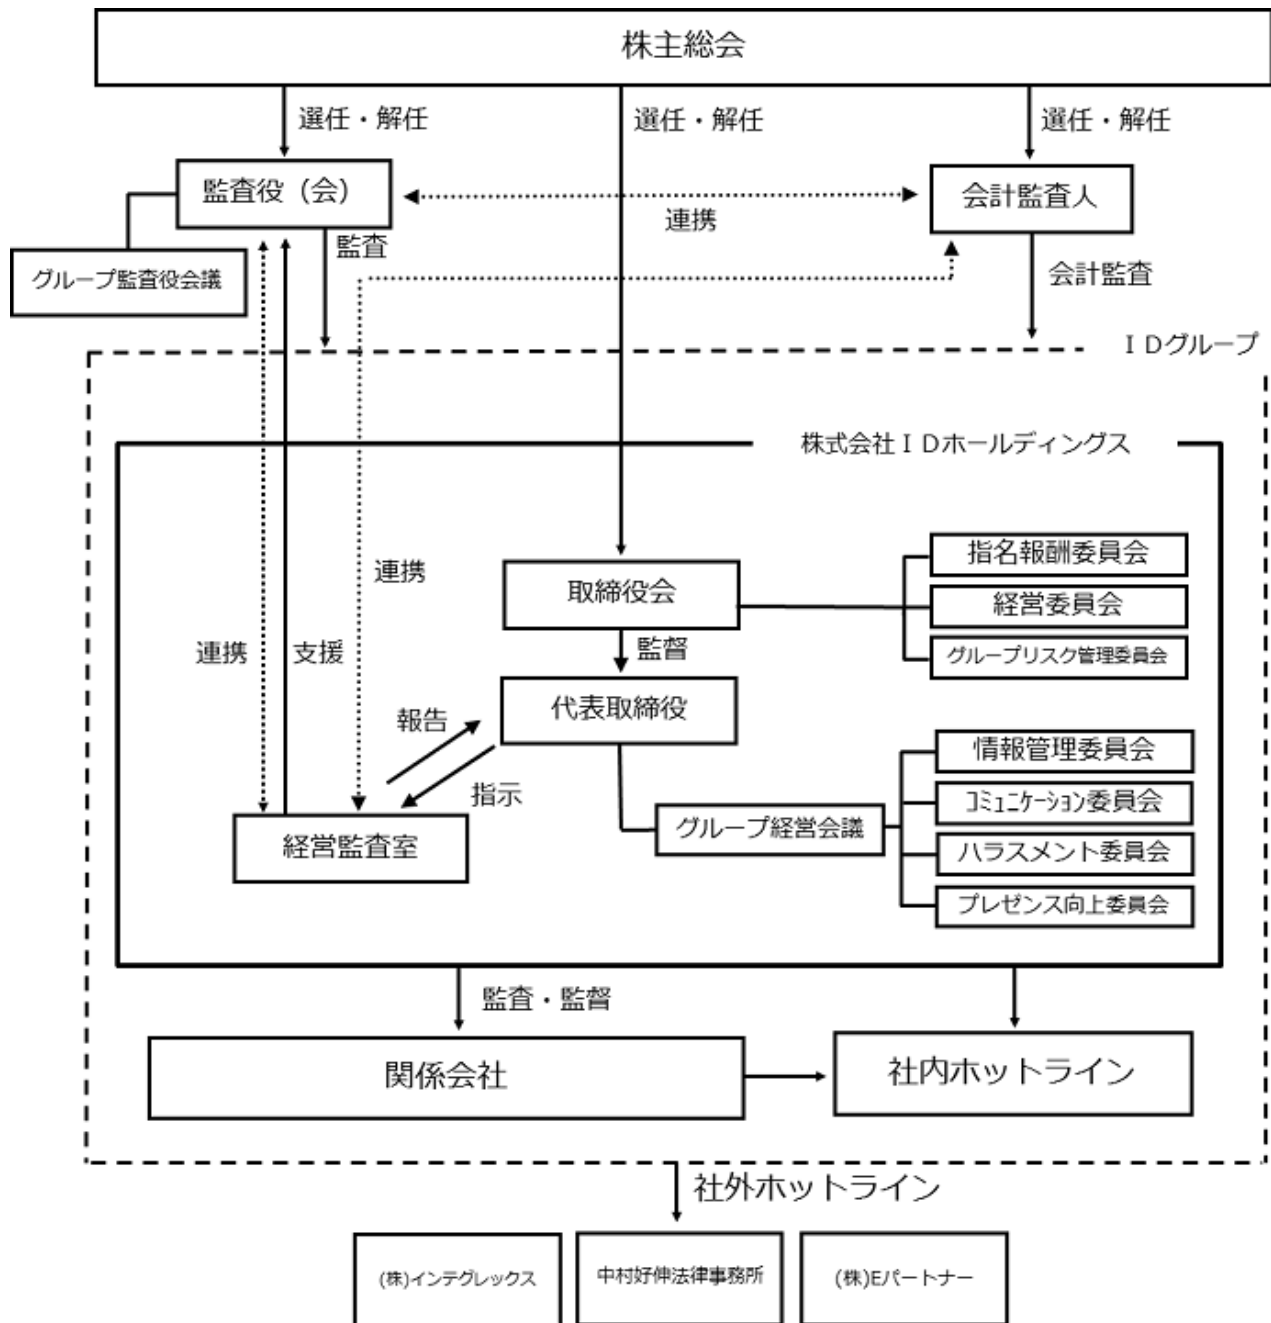 株主総会
選任・解任
選任・解任
選任・解任
監査役（会）
会計監査人
連携
監査
グループ監査役会議
会計監査
ＩＤグループ
株式会社ＩＤホールディングス
指名報酬委員会
連携
取締役会
経営委員会
連携
支援
監督
グループリスク管理委員会
代表取締役
報告
情報管理委員会
指示
ｺﾐｭﾆｹｰｼｮﾝ委員会
グループ経営会議
経営監査室
ハラスメント委員会
プレゼンス向上委員会
監査・監督
関係会社
社内ホットライン
社外ホットライン
(株)インテグレックス
中村好伸法律事務所
(株)Eパートナー